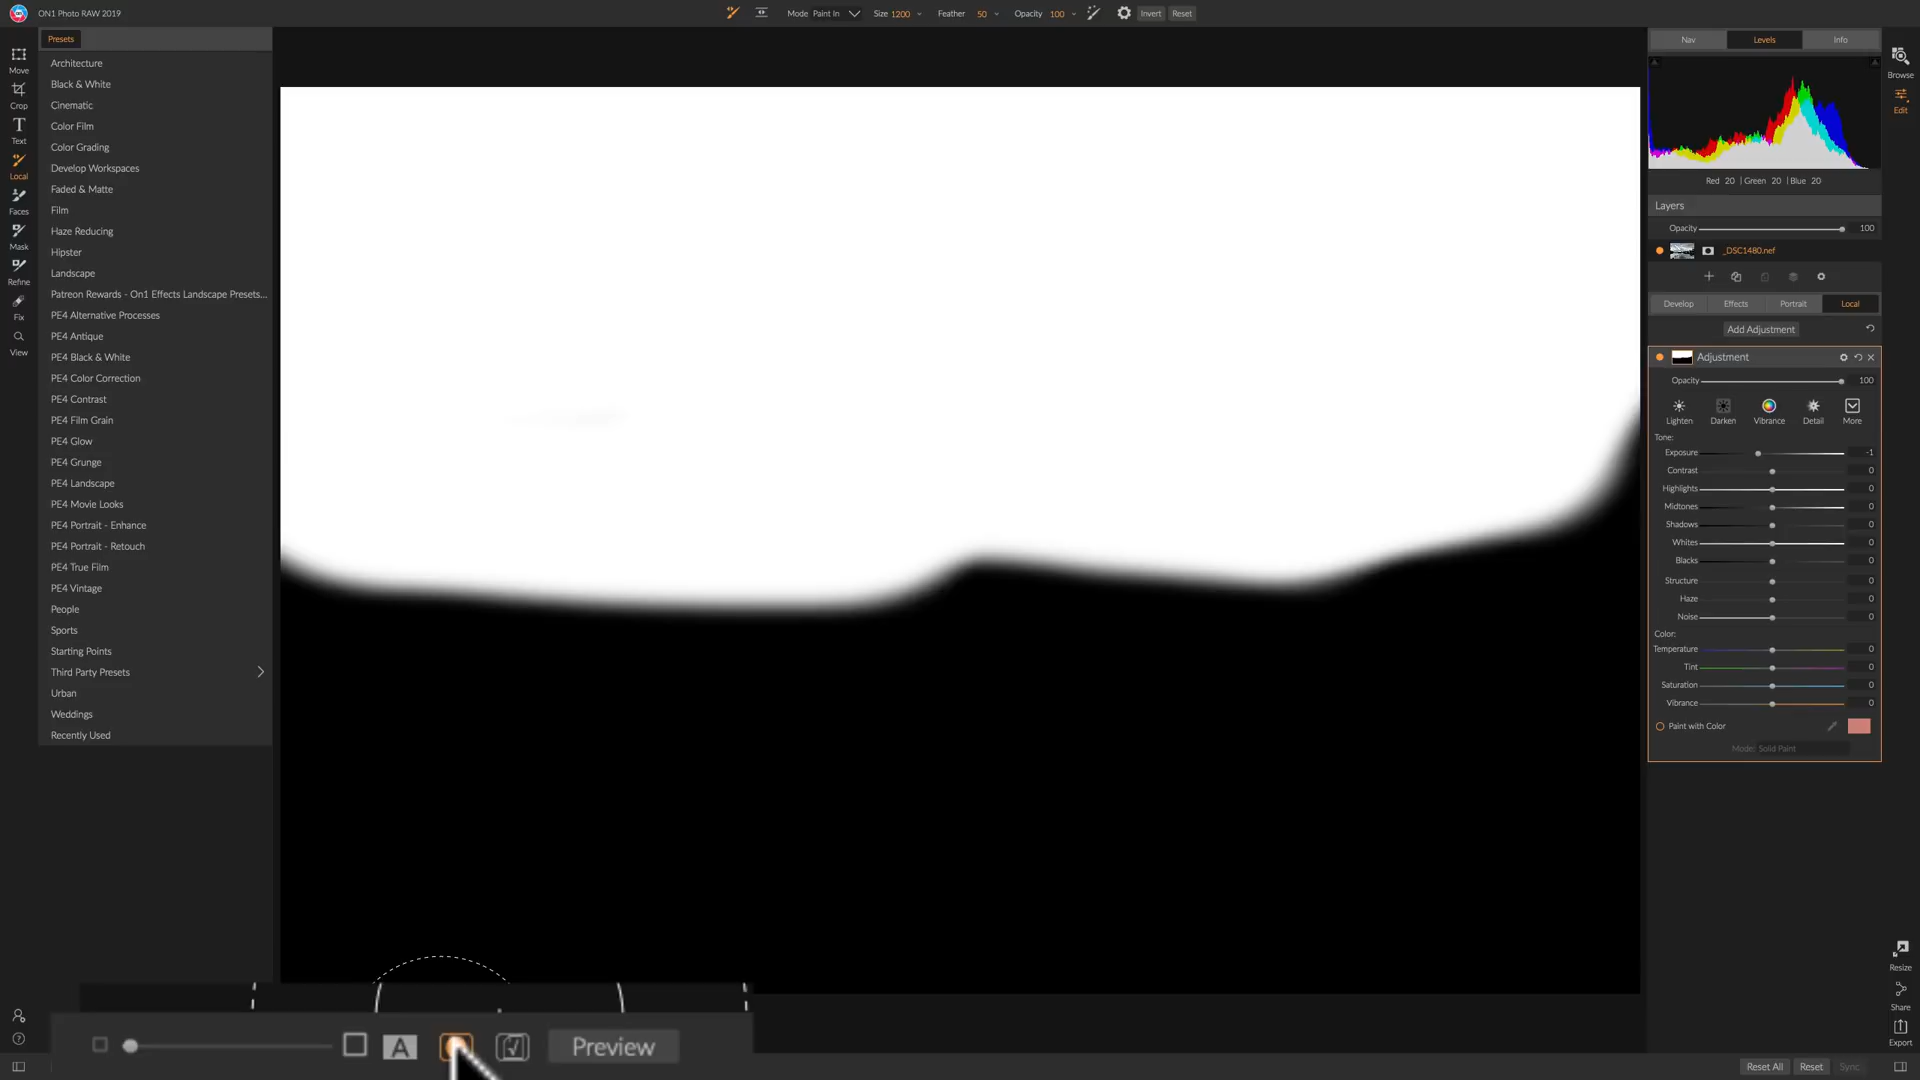 ON1 Photo RAW 2019
Mode Paint In Size 1200 Feather 50 Opacity 100 Invert Reset
Move
Crop
Text
Local
Faces
Mask
Refine
Fix
View
Presets
Architecture
Black & White
Cinematic
Color Film
Color Grading
Develop Workspaces
Faded & Matte
Film
Haze Reducing
Hipster
Landscape
Patreon Rewards - On1 Effects Landscape Presets...
PE4 Alternative Processes
PE4 Antique
PE4 Black & White
PE4 Color Correction
PE4 Contrast
PE4 Film Grain
PE4 Glow
PE4 Grunge
PE4 Landscape
PE4 Movie Looks
PE4 Portrait - Enhance
PE4 Portrait - Retouch
PE4 True Film
PE4 Vintage
People
Sports
Starting Points
Third Party Presets
Urban
Weddings
Recently Used
A Preview
Nav Levels Info
Red 20 | Green 20 | Blue 20
Layers
Opacity 100
_DSC1480.nef
Develop Effects Portrait Local
Add Adjustment
Adjustment
Opacity 100
Lighten Darken Vibrance Detail More
Tone:
Exposure -1
Contrast 0
Highlights 0
Midtones 0
Shadows 0
Whites 0
Blacks 0
Structure 0
Haze 0
Noise 0
Color:
Temperature 0
Tint 0
Saturation 0
Vibrance 0
Paint with Color
Mode: Solid Paint
Browse
Edit
Resize
Share
Export
Reset All Reset Sync